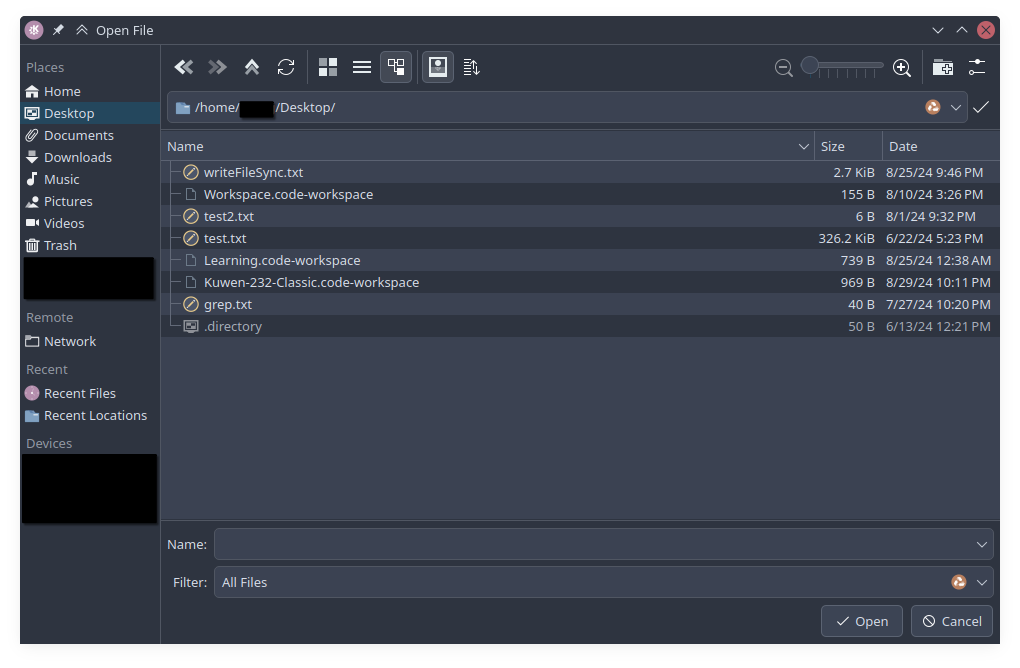 Open File
Places
Home
Desktop
Documents
Downloads
Music
Pictures
Videos
Trash
Remote
Network
Recent
Recent Files
Recent Locations
Devices
/home/ /Desktop/
Name Size Date
writeFileSync.txt 2.7 KiB 8/25/24 9:46 PM
Workspace.code-workspace 155 B 8/10/24 3:26 PM
test2.txt 6 B 8/1/24 9:32 PM
test.txt 326.2 KiB 6/22/24 5:23 PM
Learning.code-workspace 739 B 8/25/24 12:38 AM
Kuwen-232-Classic.code-workspace 969 B 8/29/24 10:11 PM
grep.txt 40 B 7/27/24 10:20 PM
.directory 50 B 6/13/24 12:21 PM
Name:
Filter: All Files
Open Cancel